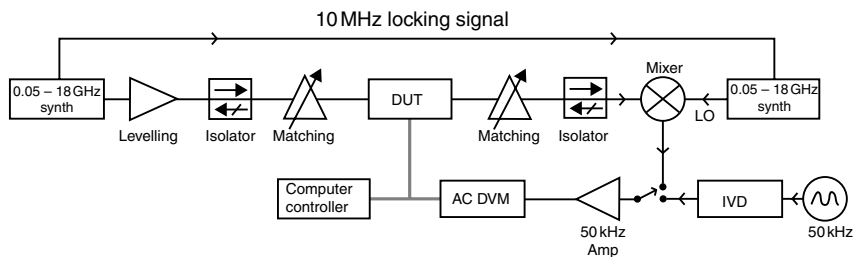 10 MHz locking signal
0.05 – 18 GHz
synth
Levelling
Isolator
Matching
DUT
Matching
Isolator
Mixer
LO
0.05 – 18 GHz
synth
Computer
controller
AC DVM
50 kHz
Amp
IVD
50 kHz